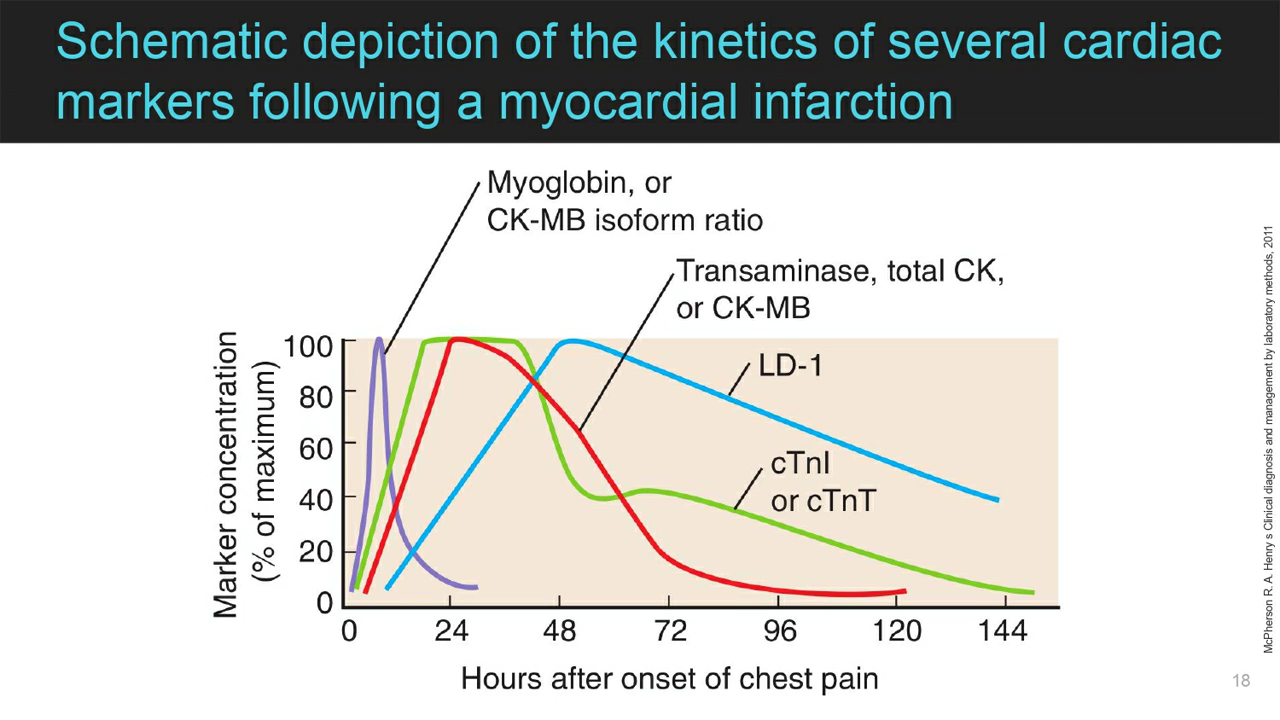 Schematic depiction of the kinetics of several cardiac
markers following a myocardial infarction
Myoglobin, or
CK-MB isoform ratio
Transaminase, total CK,
or CK-MB
LD-1
cTnI
or cTnT
Marker concentration
(% of maximum)
100
80
60
40
20
0
0 24 48 72 96 120 144
Hours after onset of chest pain
McPherson R. A. Henry s Clinical diagnosis and management by laboratory methods, 2011
18